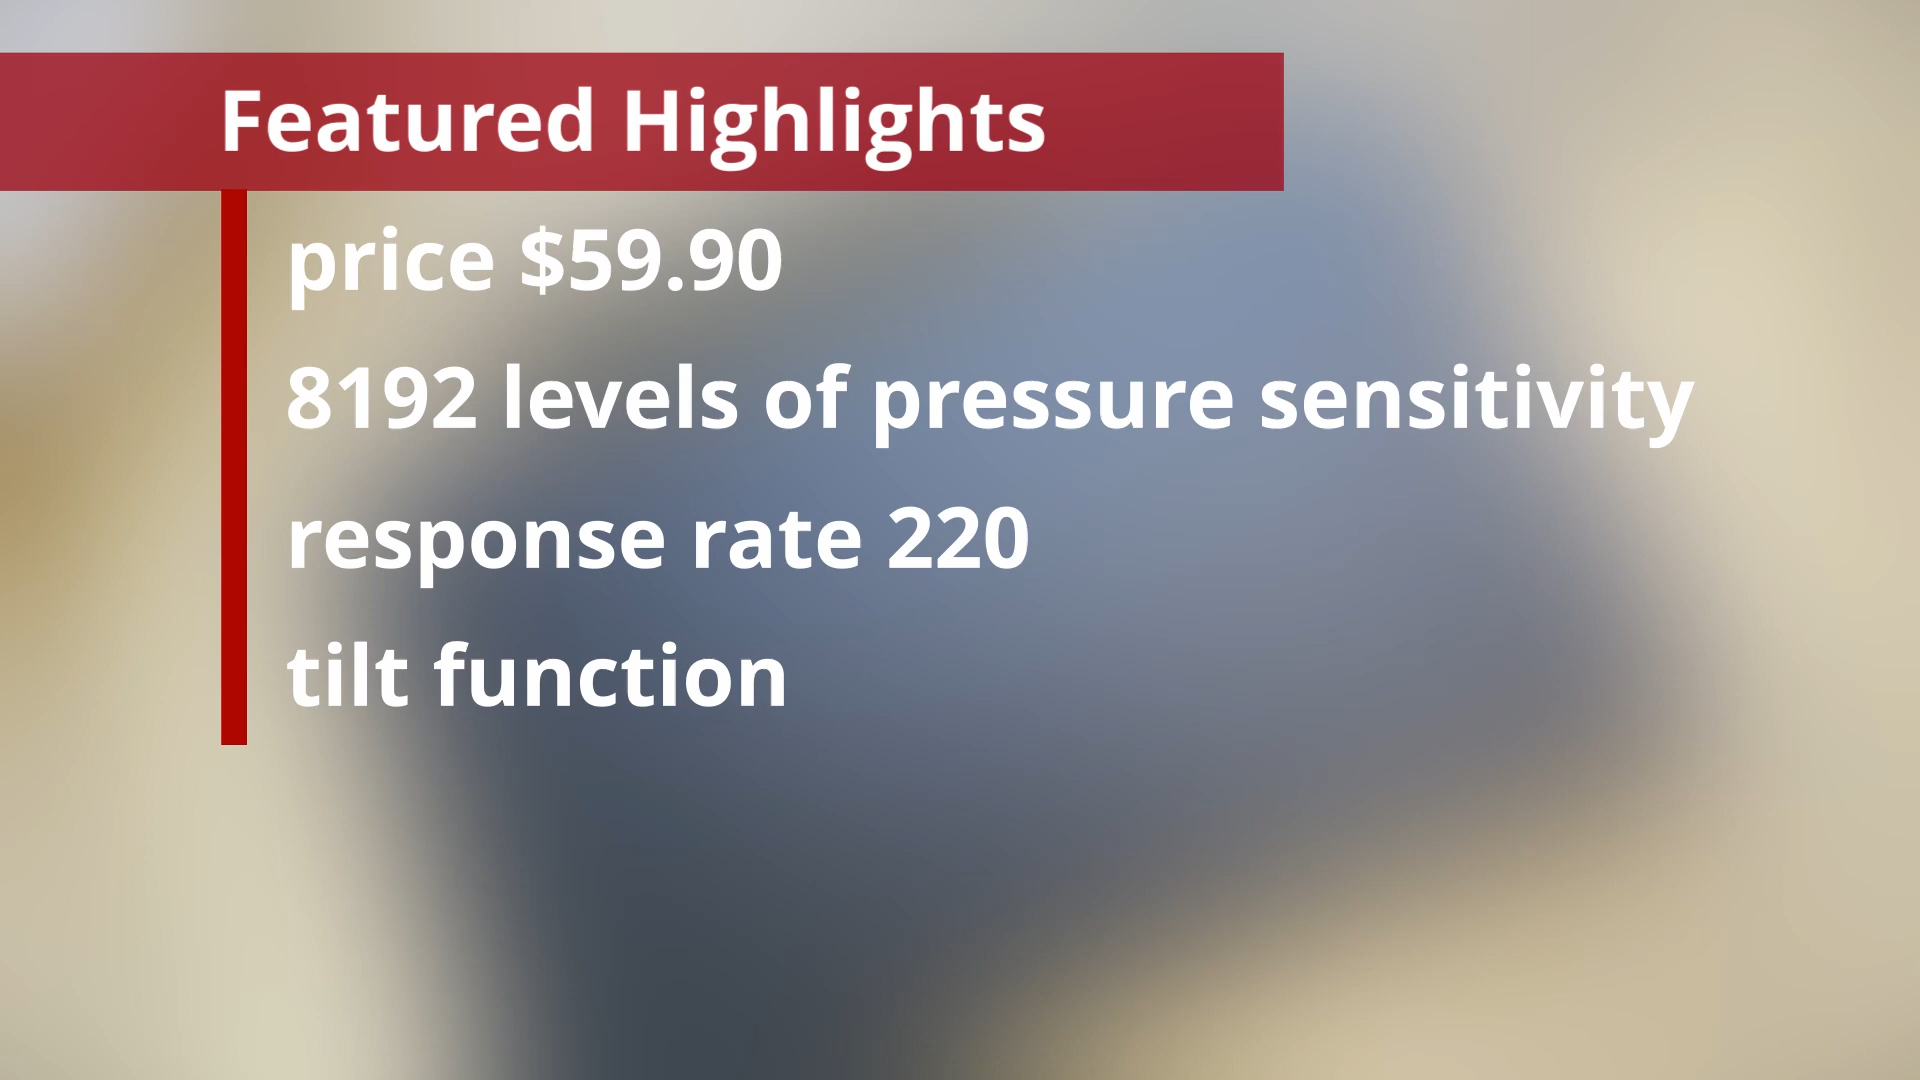 Featured Highlights
price $59.90
8192 levels of pressure sensitivity
response rate 220
tilt function